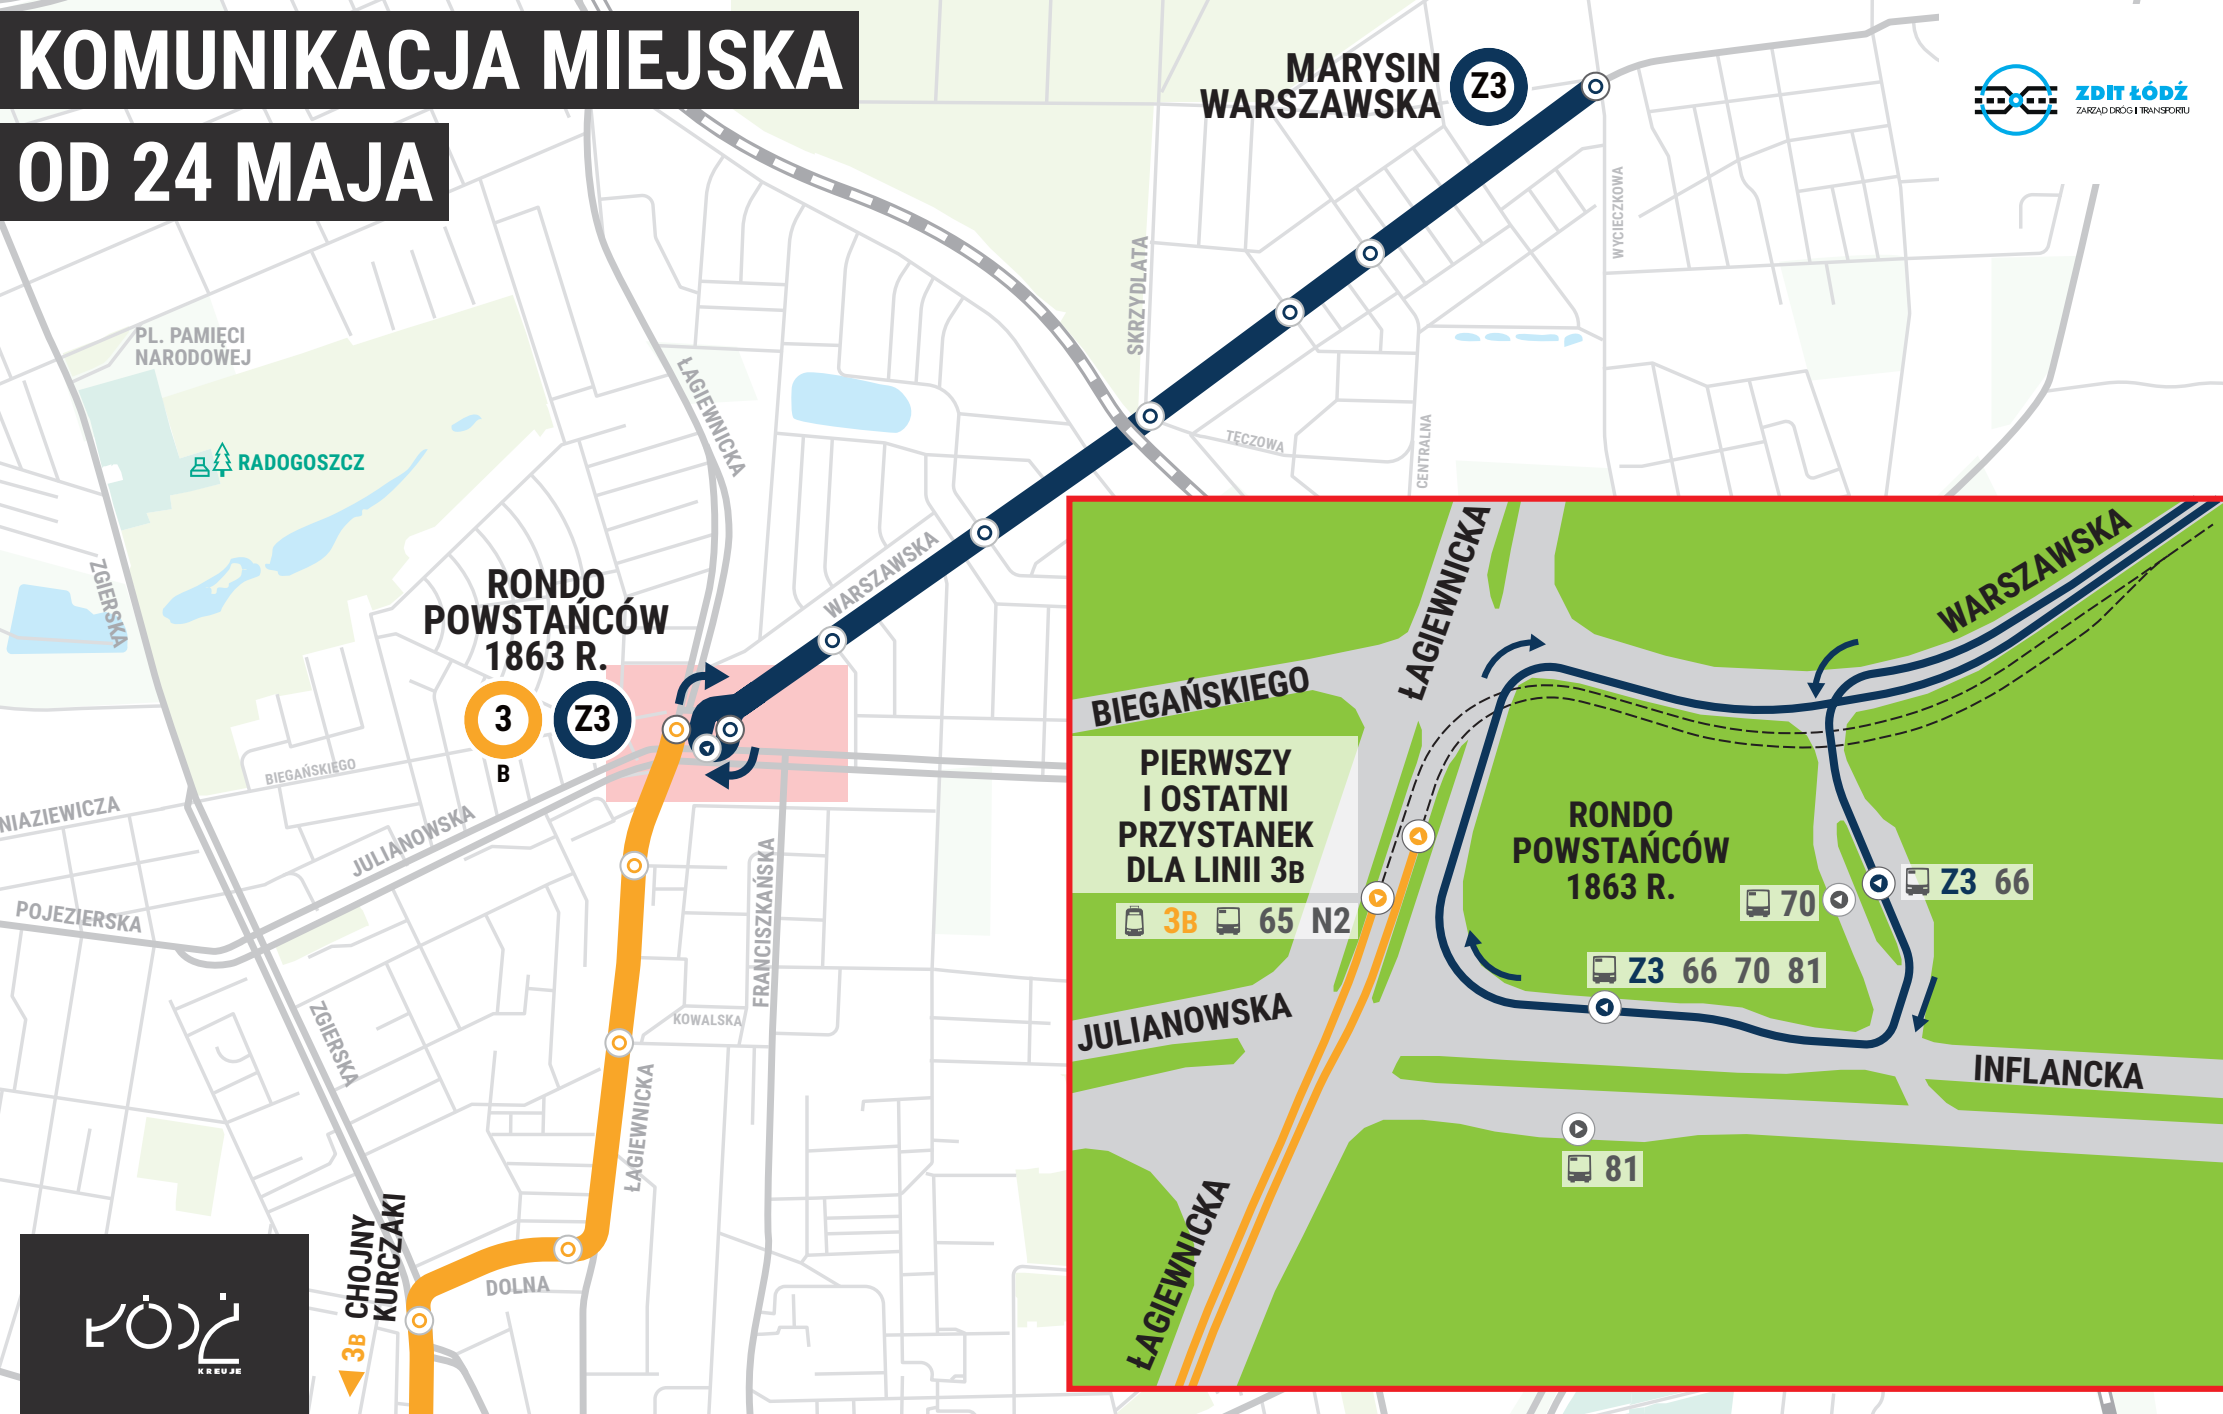 KOMUNIKACJA MIEJSKA
OD 24 MAJA
MARYSIN
WARSZAWSKA
Z3
ZDIT ŁÓDŹ
ZARZĄD DRÓG I TRANSPORTU
WYCIECZKOWA
SKRZYDLATA
PL. PAMIĘCI
NARODOWEJ
ŁAGIEWNICKA
RADOGOSZCZ
TĘCZOWA
CENTRALNA
ZGIERSKA
WARSZAWSKA
RONDO
POWSTAŃCÓW
1863 R.
3
Z3
B
BIEGAŃSKIEGO
NIAZIEWICZA
JULIANOWSKA
POJEZIERSKA
FRANCISZKAŃSKA
KOWALSKA
ZGIERSKA
ŁAGIEWNICKA
DOLNA
CHOJNY
KURCZAKI
3B
ŁÓDŹ
KREUJE
ŁAGIEWNICKA
WARSZAWSKA
BIEGAŃSKIEGO
PIERWSZY
I OSTATNI
PRZYSTANEK
DLA LINII 3B
3B 65 N2
RONDO
POWSTAŃCÓW
1863 R.
Z3 66
70
Z3 66 70 81
JULIANOWSKA
INFLANCKA
81
ŁAGIEWNICKA